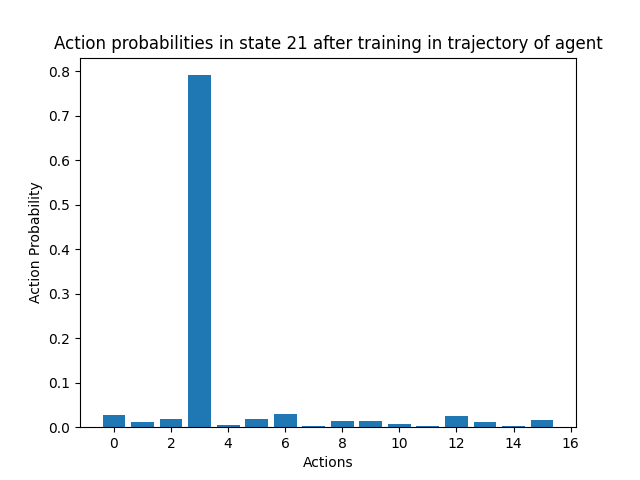 Action probabilities in state 21 after training in trajectory of agent
0.8
0.7
0.6
0.5
0.4
0.3
0.2
0.1
0.0
Action Probability
0 2 4 6 8 10 12 14 16
Actions